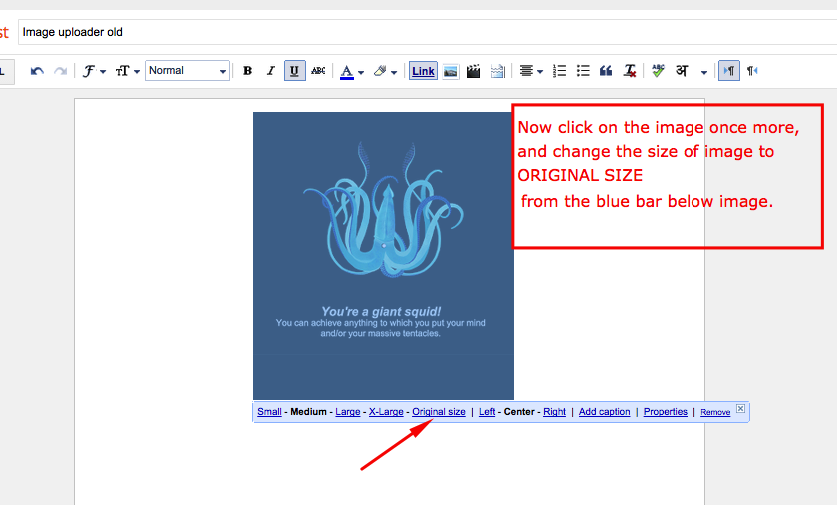 st
Image uploader old
L
F
TT
Normal
B I U ABC A Link ABC अ
Now click on the image once more,
and change the size of image to
ORIGINAL SIZE
from the blue bar below image.
You're a giant squid!
You can achieve anything to which you put your mind
and/or your massive tentacles.
Small - Medium - Large - X-Large - Original size | Left - Center - Right | Add caption | Properties | Remove